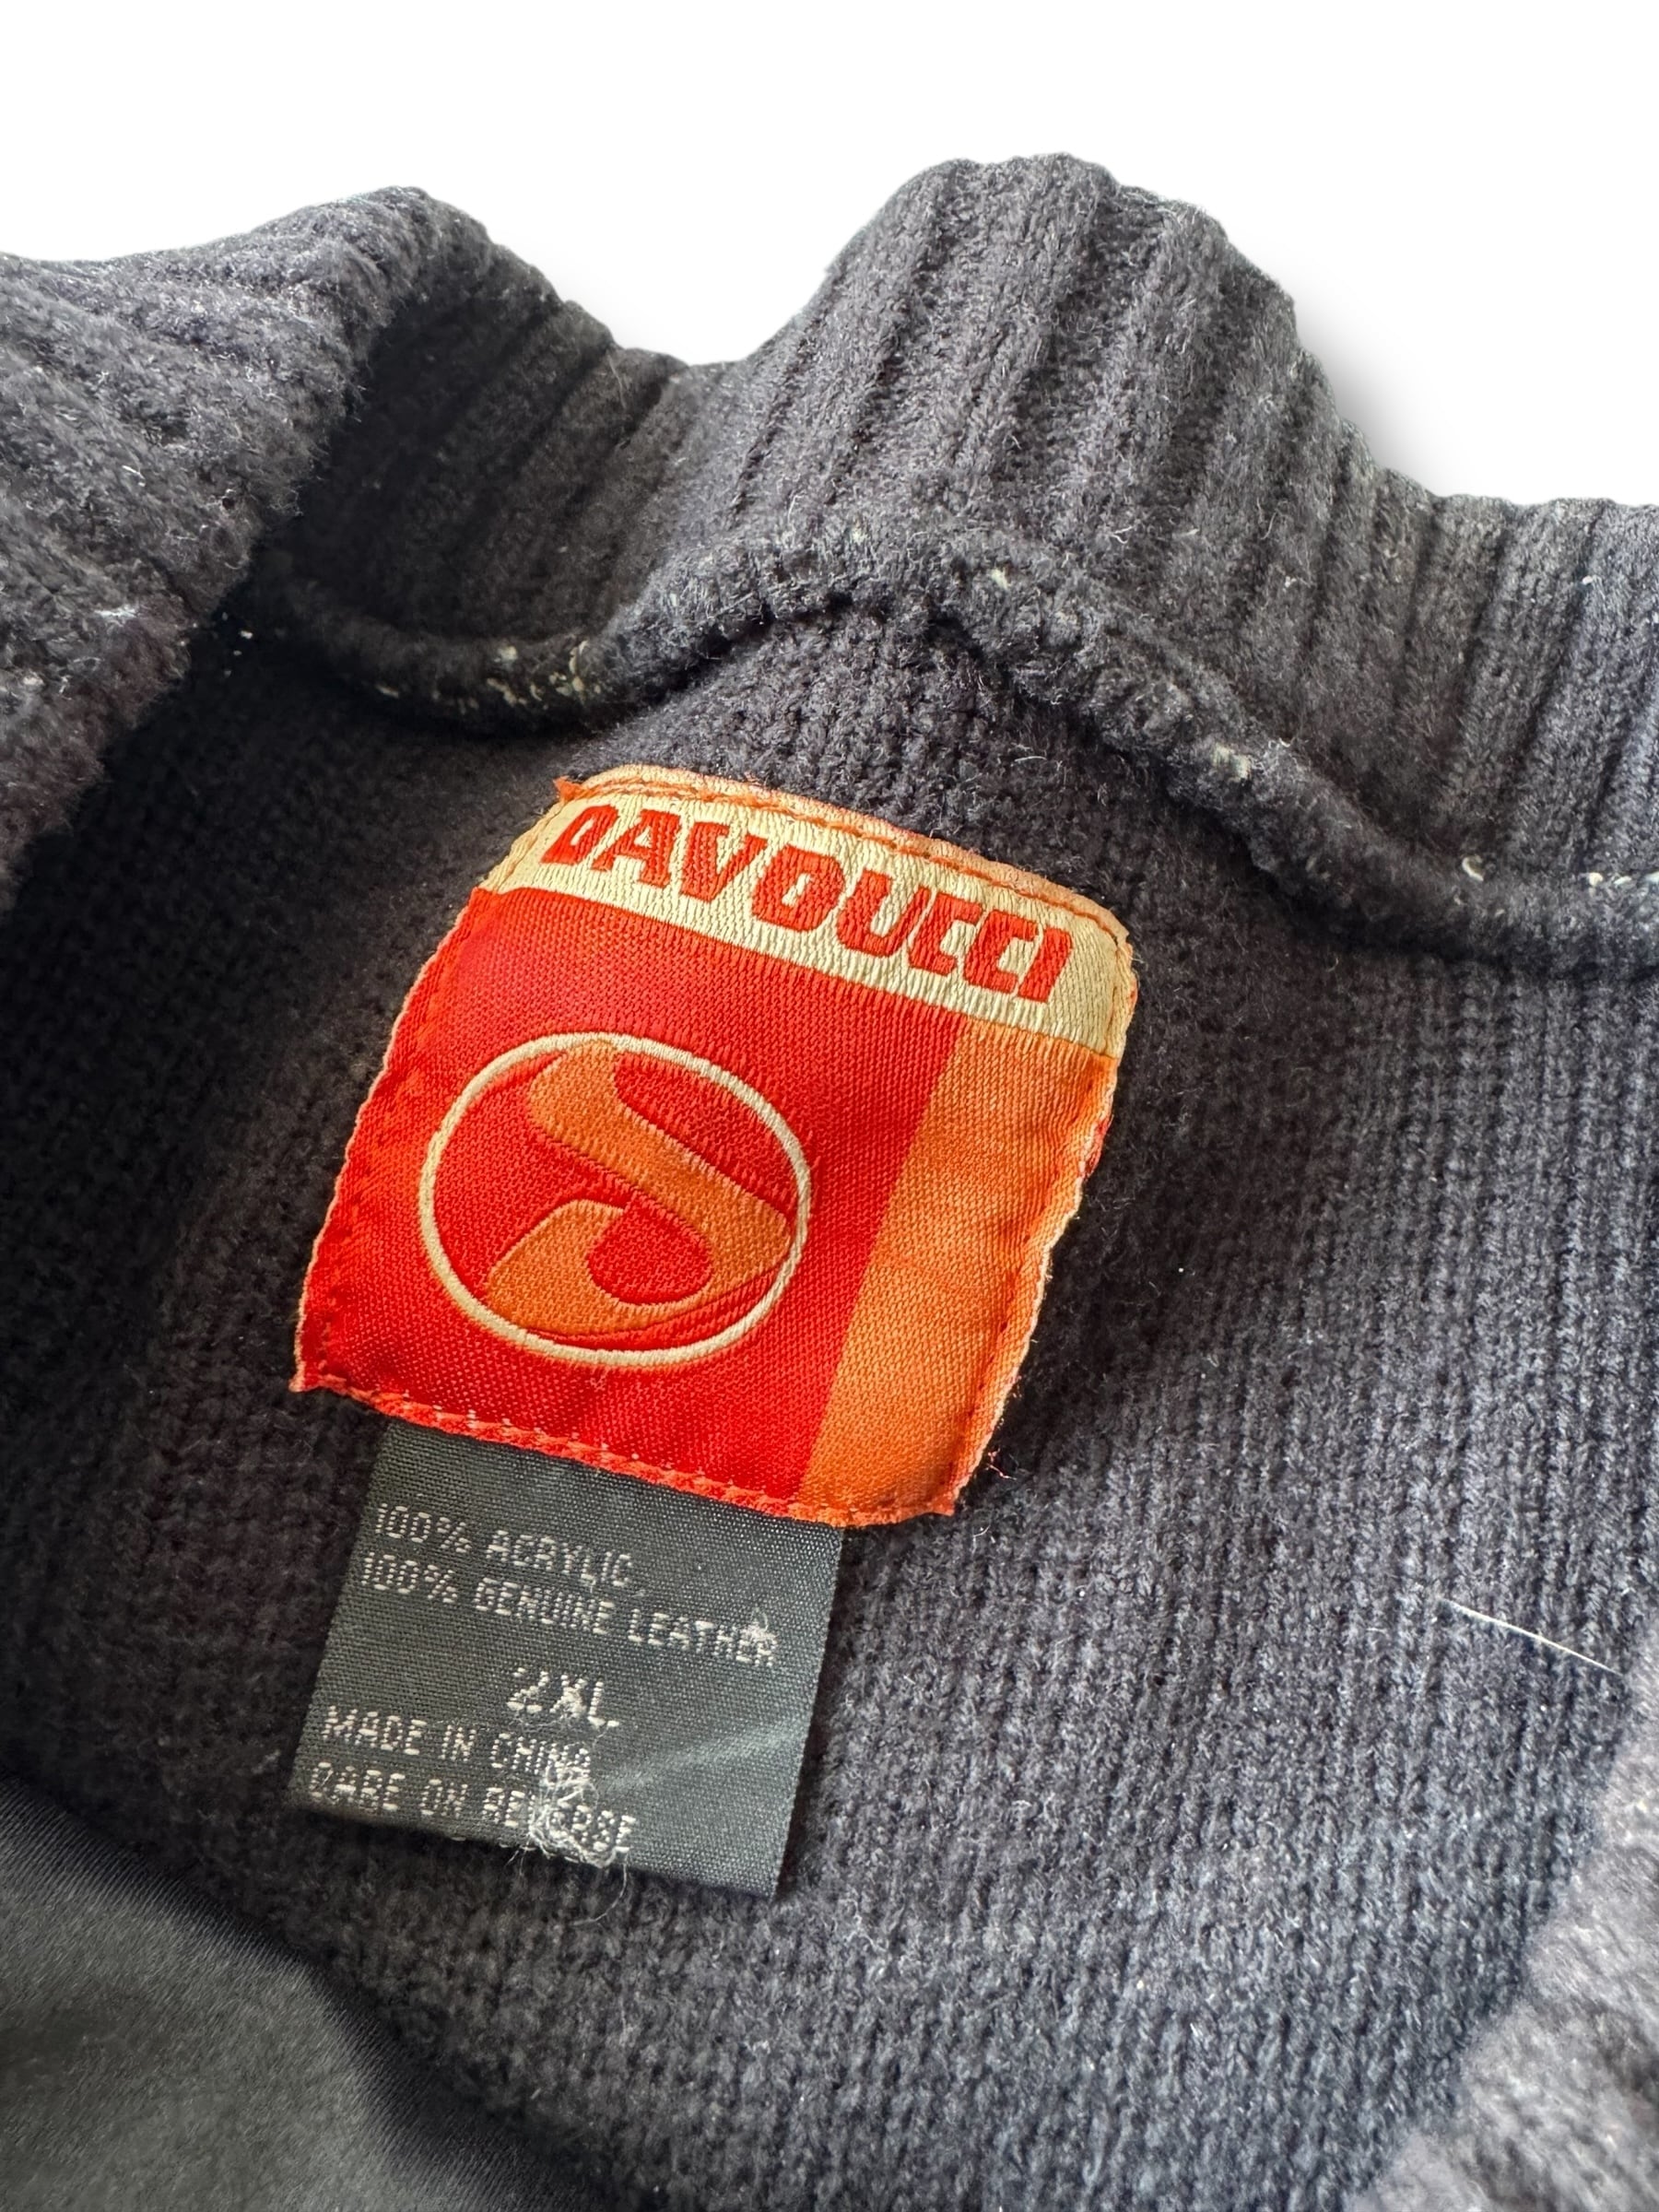 DAVOUCCI
100% ACRYLIC,
100% GENUINE LEATHER
2XL
MADE IN CHINA
CARE ON REVERSE